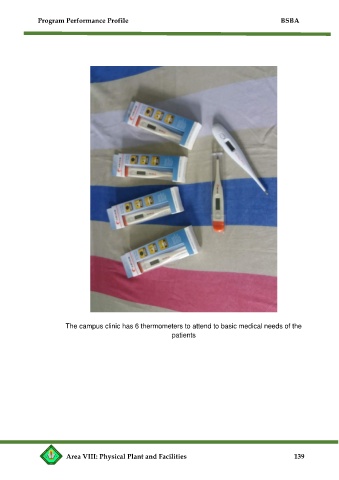 Program Performance Profile BSBA
The campus clinic has 6 thermometers to attend to basic medical needs of the
patients
Area VIII: Physical Plant and Facilities 139